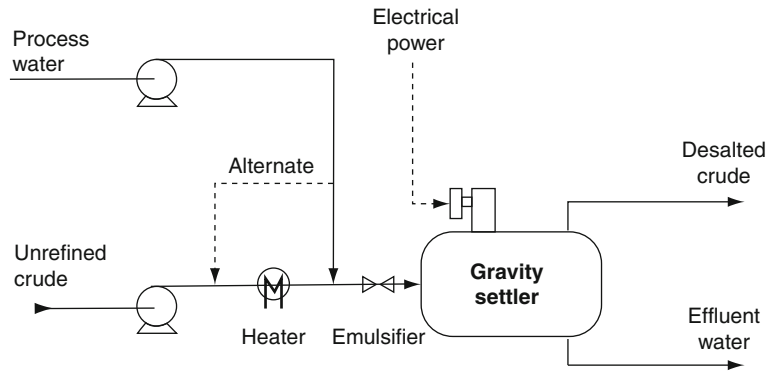 Electrical
power
Process
water
Alternate
Desalted
crude
Unrefined
crude
Gravity
settler
Heater
Emulsifier
Effluent
water